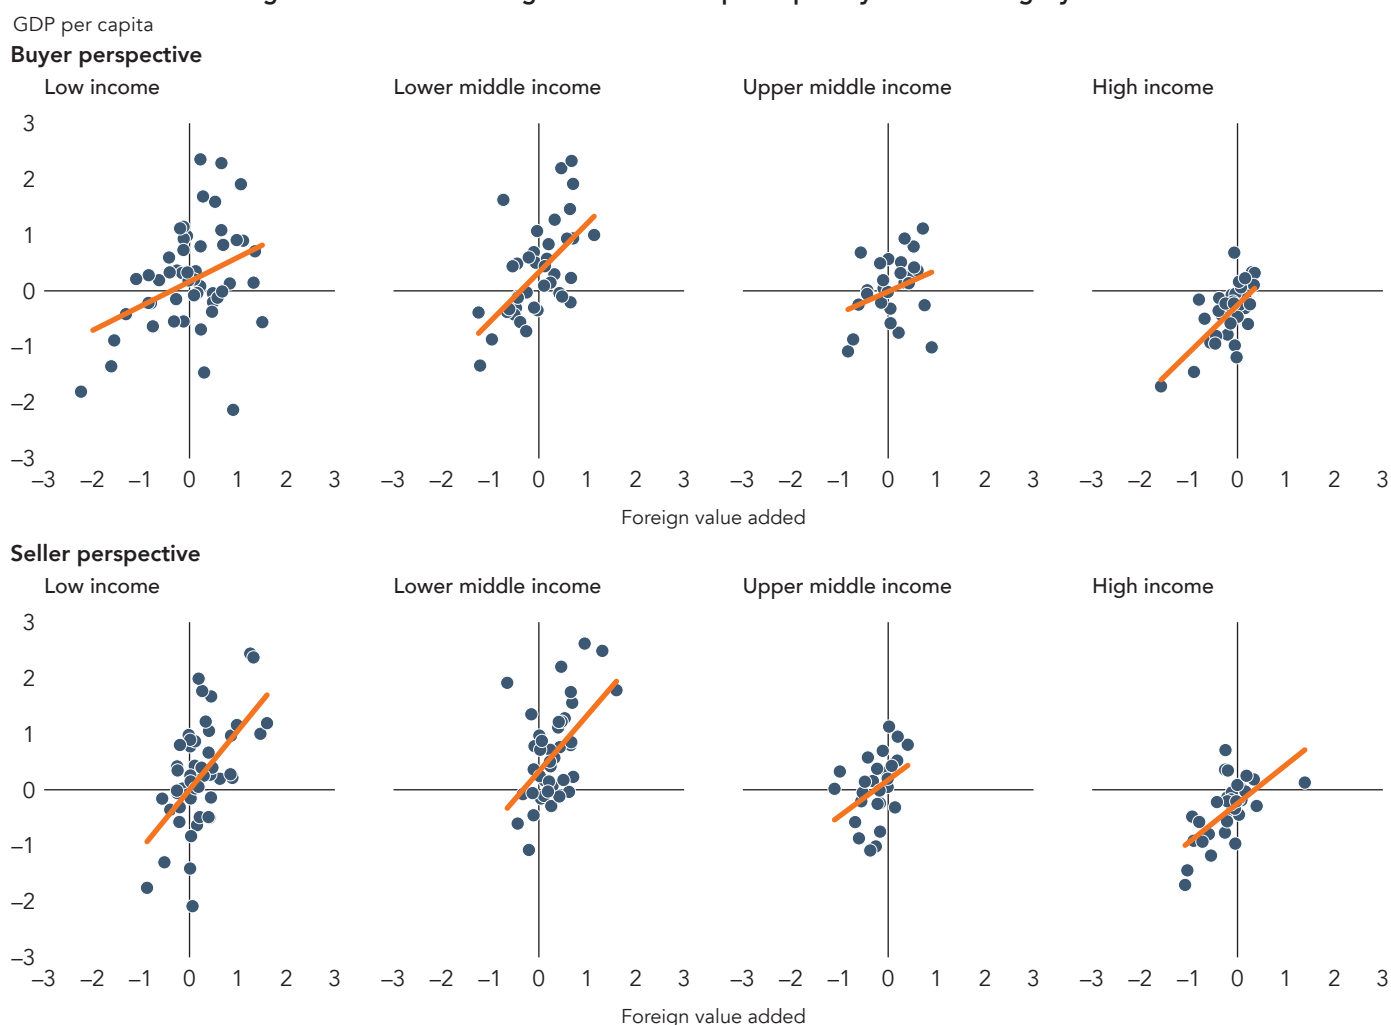 GDP per capita
Buyer perspective
Low income Lower middle income Upper middle income High income
3
2
1
0
–1
–2
–3
–3 –2 –1 0 1 2 3 –3 –2 –1 0 1 2 3 –3 –2 –1 0 1 2 3 –3 –2 –1 0 1 2 3
Foreign value added
Seller perspective
Low income Lower middle income Upper middle income High income
3
2
1
0
–1
–2
–3
–3 –2 –1 0 1 2 3 –3 –2 –1 0 1 2 3 –3 –2 –1 0 1 2 3 –3 –2 –1 0 1 2 3
Foreign value added